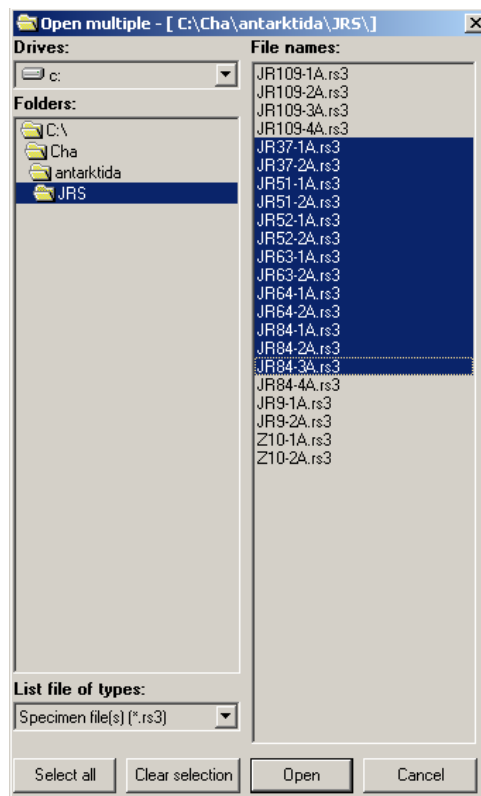 Open multiple - [ C:\Cha\antarktida\JRS\]
Drives:
c:
Folders:
C:\
Cha
antarktida
JRS
List file of types:
Specimen file(s) (*.rs3)
File names:
JR109-1A.rs3
JR109-2A.rs3
JR109-3A.rs3
JR109-4A.rs3
JR37-1A.rs3
JR37-2A.rs3
JR51-1A.rs3
JR51-2A.rs3
JR52-1A.rs3
JR52-2A.rs3
JR63-1A.rs3
JR63-2A.rs3
JR64-1A.rs3
JR64-2A.rs3
JR84-1A.rs3
JR84-2A.rs3
JR84-3A.rs3
JR84-4A.rs3
JR9-1A.rs3
JR9-2A.rs3
Z10-1A.rs3
Z10-2A.rs3
Select all
Clear selection
Open
Cancel